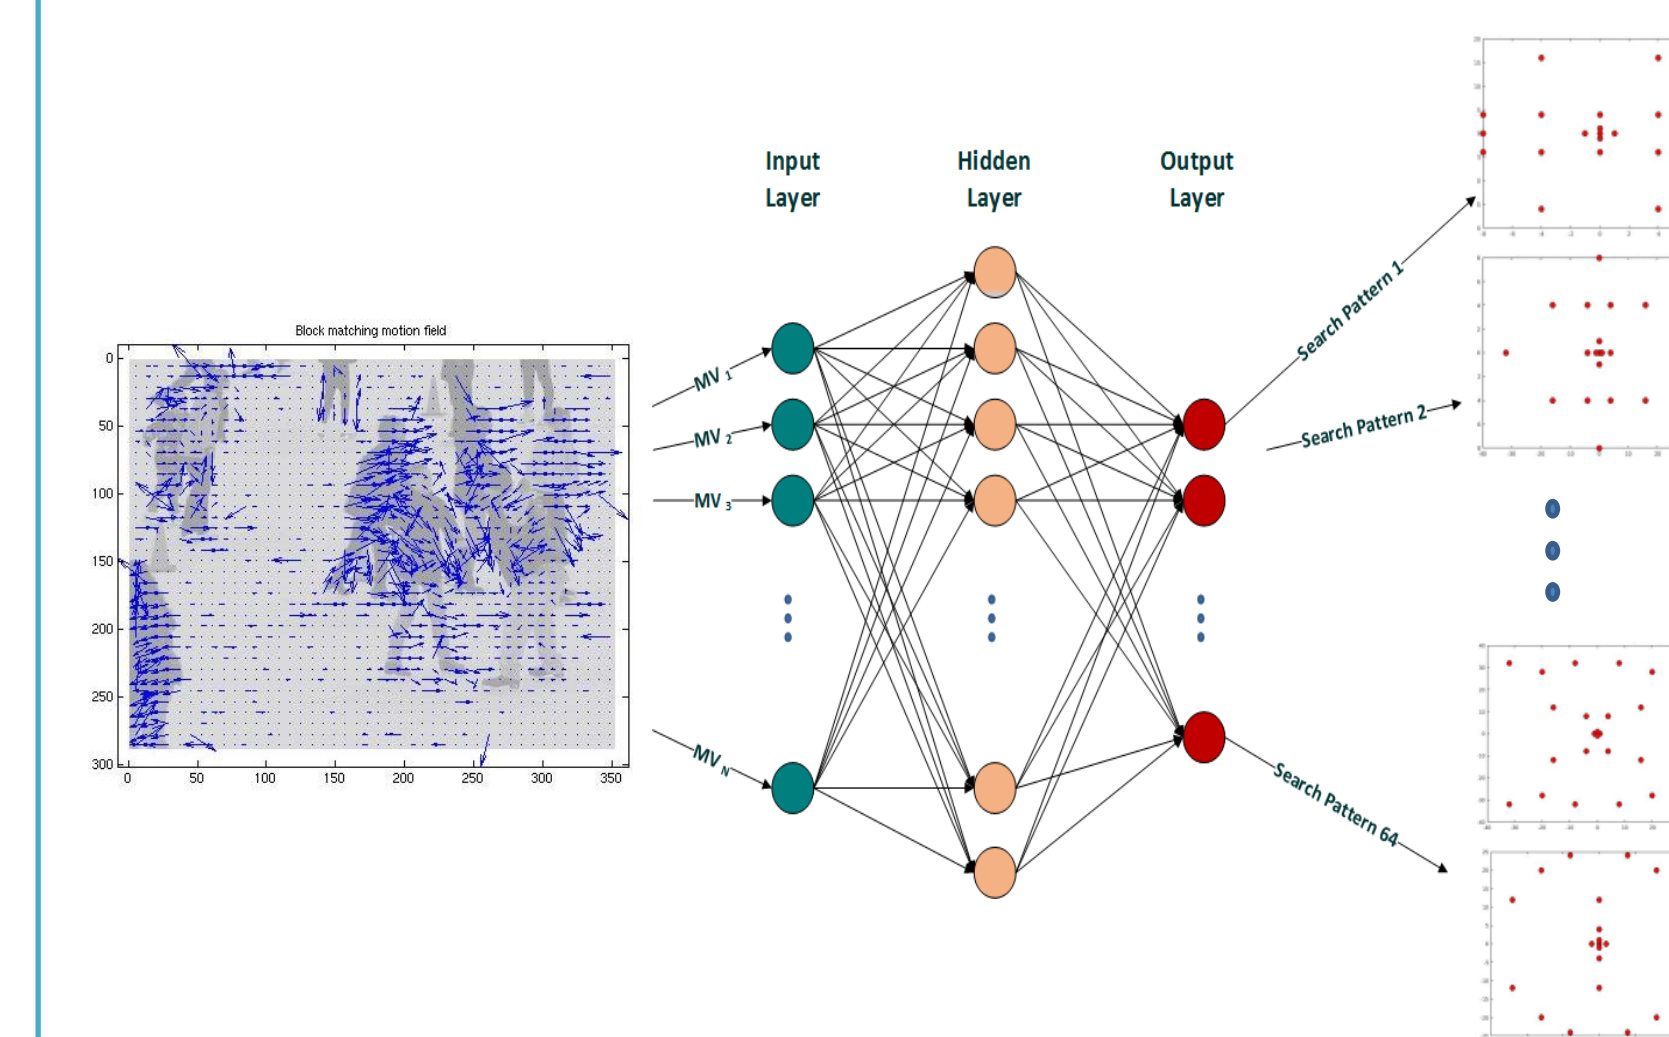 Block matching motion field
0
50
100
150
200
250
300
0 50 100 150 200 250 300 350
Input
Layer
Hidden
Layer
Output
Layer
MV 1
MV 2
MV 3
MV N
Search Pattern 1
Search Pattern 2
Search Pattern 64